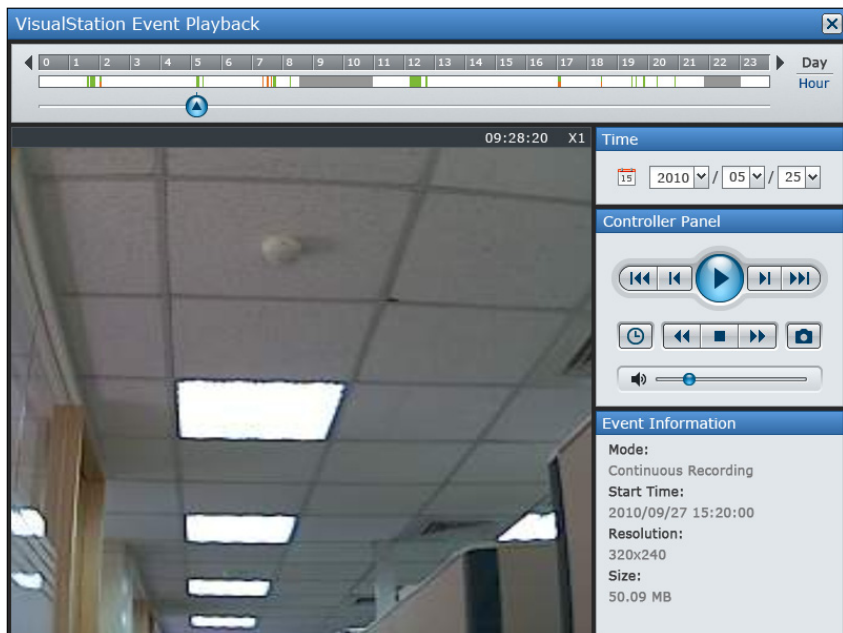 VisualStation Event Playback
0 1 2 3 4 5 6 7 8 9 10 11 12 13 14 15 16 17 18 19 20 21 22 23
Day
Hour
09:28:20 X1
Time
15 2010 / 05 / 25
Controller Panel
Event Information
Mode:
Continuous Recording
Start Time:
2010/09/27 15:20:00
Resolution:
320x240
Size:
50.09 MB